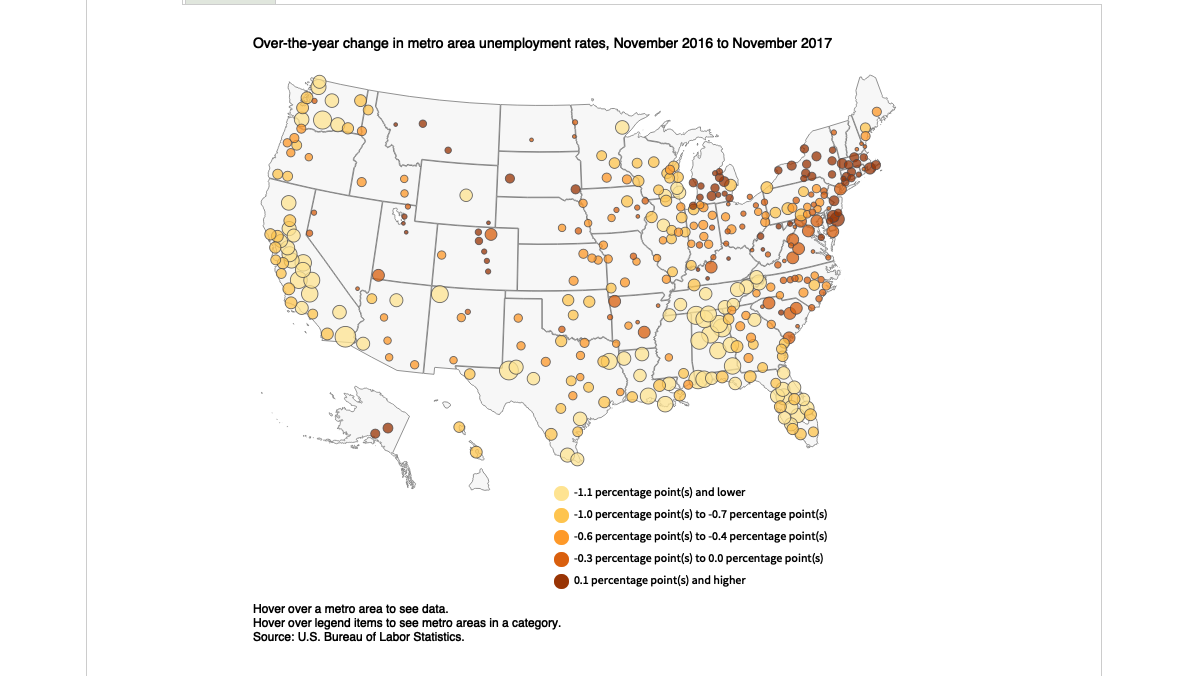 Over-the-year change in metro area unemployment rates, November 2016 to November 2017
-1.1 percentage point(s) and lower
-1.0 percentage point(s) to -0.7 percentage point(s)
-0.6 percentage point(s) to -0.4 percentage point(s)
-0.3 percentage point(s) to 0.0 percentage point(s)
0.1 percentage point(s) and higher
Hover over a metro area to see data.
Hover over legend items to see metro areas in a category.
Source: U.S. Bureau of Labor Statistics.